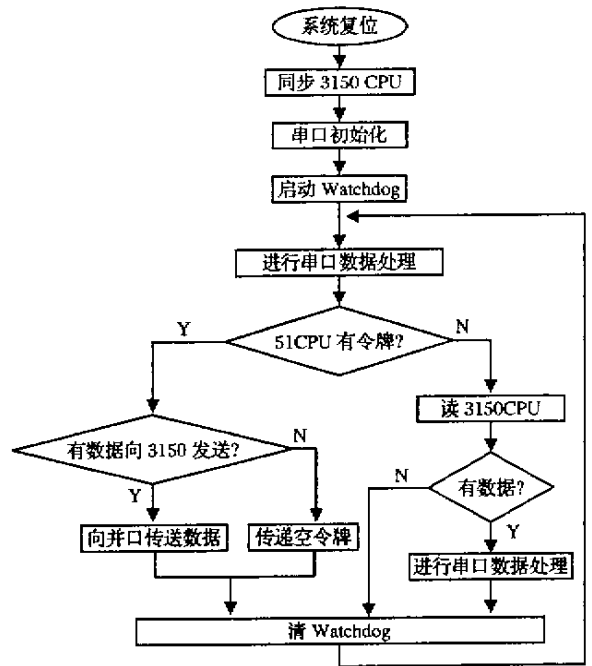 系统复位
同步 3150 CPU
串口初始化
启动 Watchdog
进行串口数据处理
51CPU 有令牌?
Y
N
读 3150CPU
有数据向 3150 发送?
N
Y
有数据?
N
Y
向并口传送数据
传递空令牌
进行串口数据处理
清 Watchdog